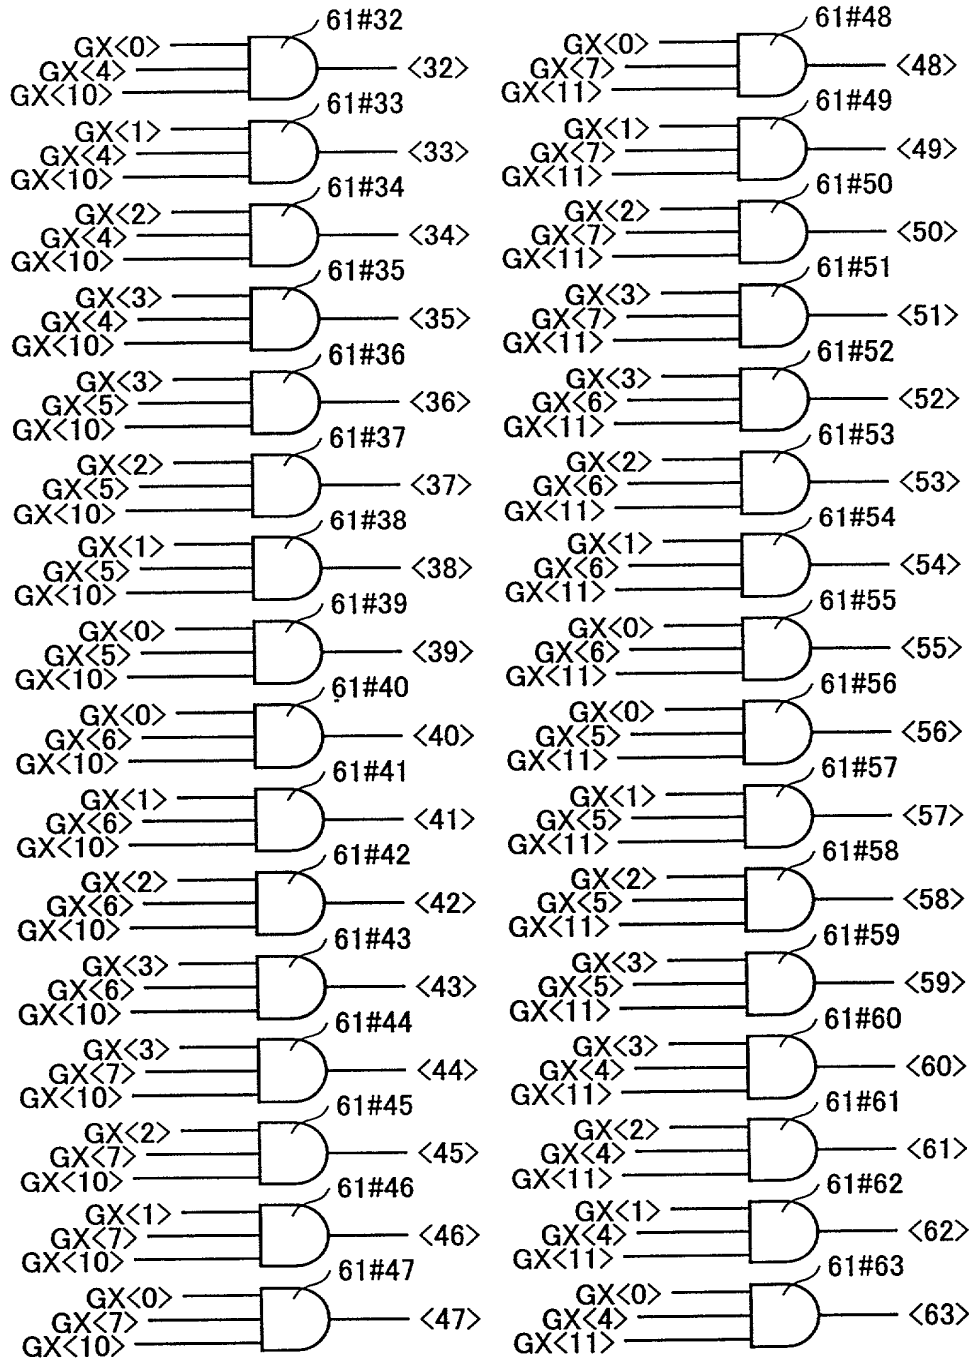 61#32
GX<0>
GX<4>
GX<10>
<32>
61#33
GX<1>
GX<4>
GX<10>
<33>
61#34
GX<2>
GX<4>
GX<10>
<34>
61#35
GX<3>
GX<4>
GX<10>
<35>
61#36
GX<3>
GX<5>
GX<10>
<36>
61#37
GX<2>
GX<5>
GX<10>
<37>
61#38
GX<1>
GX<5>
GX<10>
<38>
61#39
GX<0>
GX<5>
GX<10>
<39>
61#40
GX<0>
GX<6>
GX<10>
<40>
61#41
GX<1>
GX<6>
GX<10>
<41>
61#42
GX<2>
GX<6>
GX<10>
<42>
61#43
GX<3>
GX<6>
GX<10>
<43>
61#44
GX<3>
GX<7>
GX<10>
<44>
61#45
GX<2>
GX<7>
GX<10>
<45>
61#46
GX<1>
GX<7>
GX<10>
<46>
61#47
GX<0>
GX<7>
GX<10>
<47>
61#48
GX<0>
GX<7>
GX<11>
<48>
61#49
GX<1>
GX<7>
GX<11>
<49>
61#50
GX<2>
GX<7>
GX<11>
<50>
61#51
GX<3>
GX<7>
GX<11>
<51>
61#52
GX<3>
GX<6>
GX<11>
<52>
61#53
GX<2>
GX<6>
GX<11>
<53>
61#54
GX<1>
GX<6>
GX<11>
<54>
61#55
GX<0>
GX<6>
GX<11>
<55>
61#56
GX<0>
GX<5>
GX<11>
<56>
61#57
GX<1>
GX<5>
GX<11>
<57>
61#58
GX<2>
GX<5>
GX<11>
<58>
61#59
GX<3>
GX<5>
GX<11>
<59>
61#60
GX<3>
GX<4>
GX<11>
<60>
61#61
GX<2>
GX<4>
GX<11>
<61>
61#62
GX<1>
GX<4>
GX<11>
<62>
61#63
GX<0>
GX<4>
GX<11>
<63>